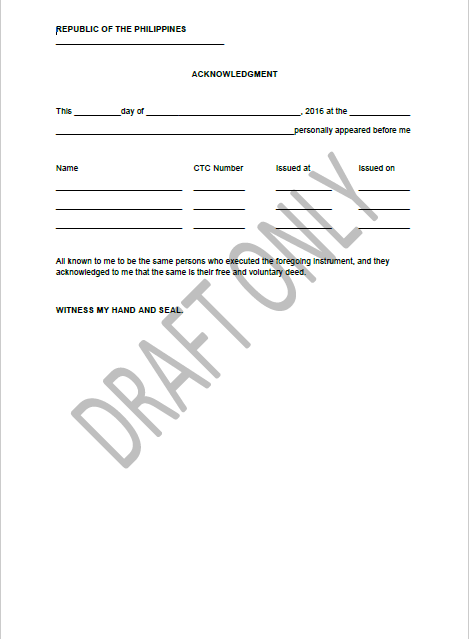 REPUBLIC OF THE PHILIPPINES
ACKNOWLEDGMENT
This __________day of __________________________________, 2016 at the _____________
____________________________________________________personally appeared before me
Name CTC Number Issued at Issued on
All known to me to be the same persons who executed the foregoing instrument, and they
acknowledged to me that the same is their free and voluntary deed.
WITNESS MY HAND AND SEAL.
DRAFT ONLY